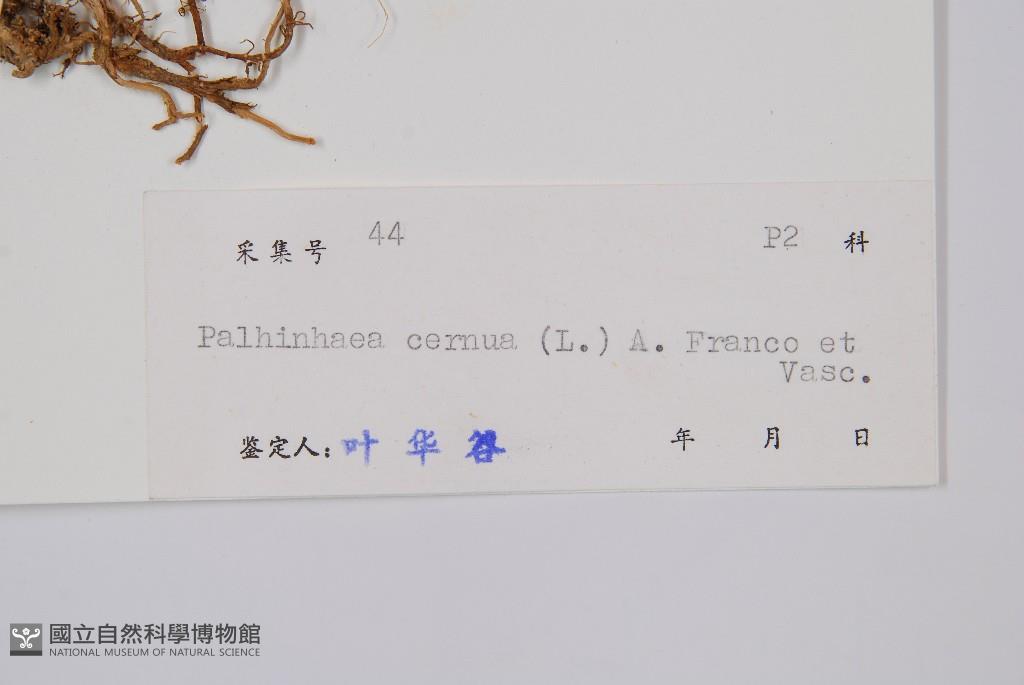 采集号 44 P2 科
Palhinhaea cernua (L.) A. Franco et
Vasc.
鉴定人: 叶华谷 年 月 日
國立自然科學博物館
NATIONAL MUSEUM OF NATURAL SCIENCE